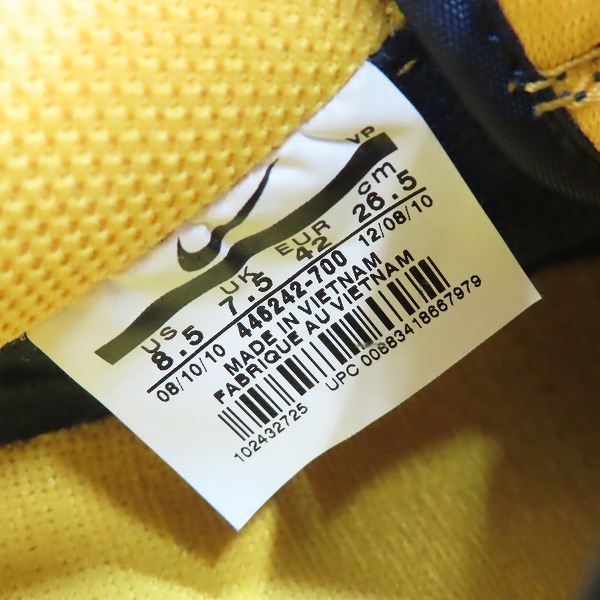 VP
US UK EUR cm
8.5 7.5 42 26.5
08/10/10 446242-700 12/08/10
MADE IN VIETNAM
FABRIQUE AU VIETNAM
102432725 UPC 00883418667979